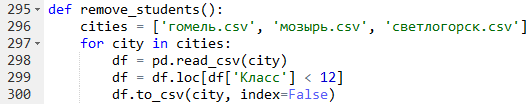 295 def remove_students():
296     cities = ['гомель.csv', 'мозырь.csv', 'светлогорск.csv']
297     for city in cities:
298         df = pd.read_csv(city)
299         df = df.loc[df['Класс'] < 12]
300         df.to_csv(city, index=False)